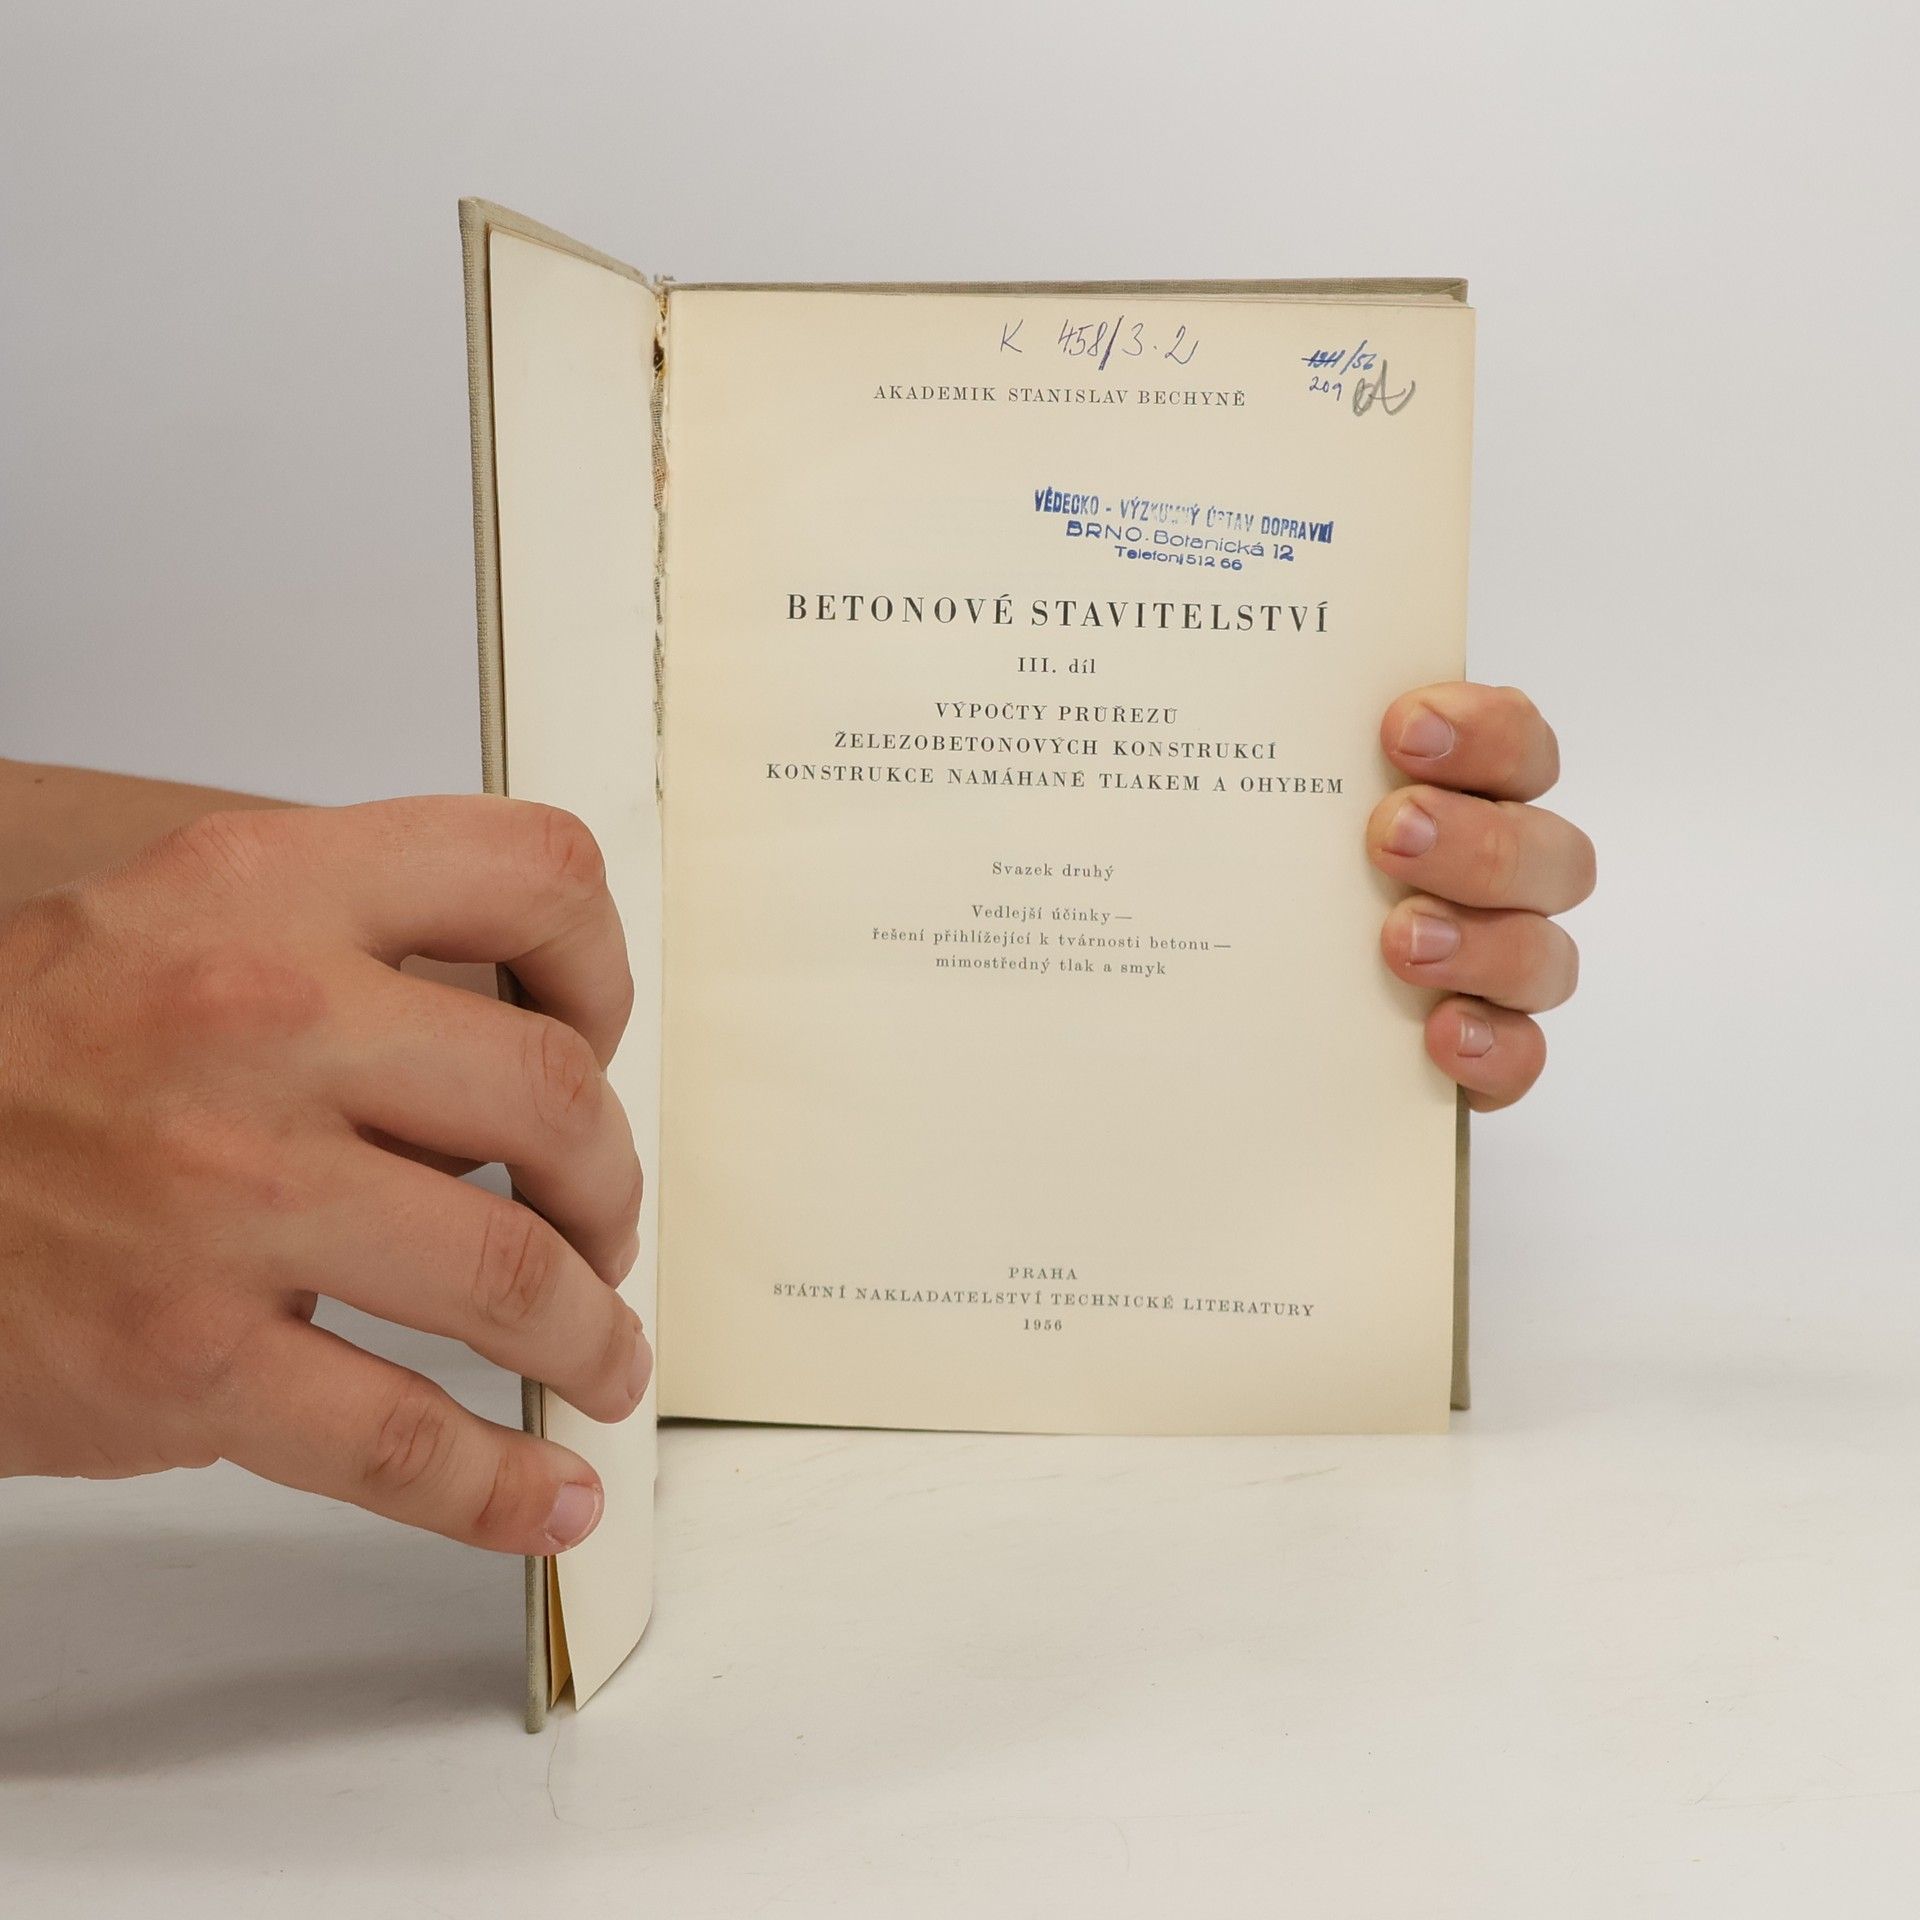 K 458/3.2
/56
209
AKADEMIK STANISLAV BECHYNĚ
VĚDECKO - VÝZKUMNÝ ÚSTAV DOPRAVNÍ
BRNO. Botanická 12
Telefon 512 66
BETONOVÉ STAVITELSTVÍ
III. díl
VÝPOČTY PRŮŘEZŮ
ŽELEZOBETONOVÝCH KONSTRUKCÍ
KONSTRUKCE NAMÁHANÉ TLAKEM A OHYBEM
Svazek druhý
Vedlejší účinky —
řešení přihlížející k tvárnosti betonu —
mimostředný tlak a smyk
PRAHA
STÁTNÍ NAKLADATELSTVÍ TECHNICKÉ LITERATURY
1956